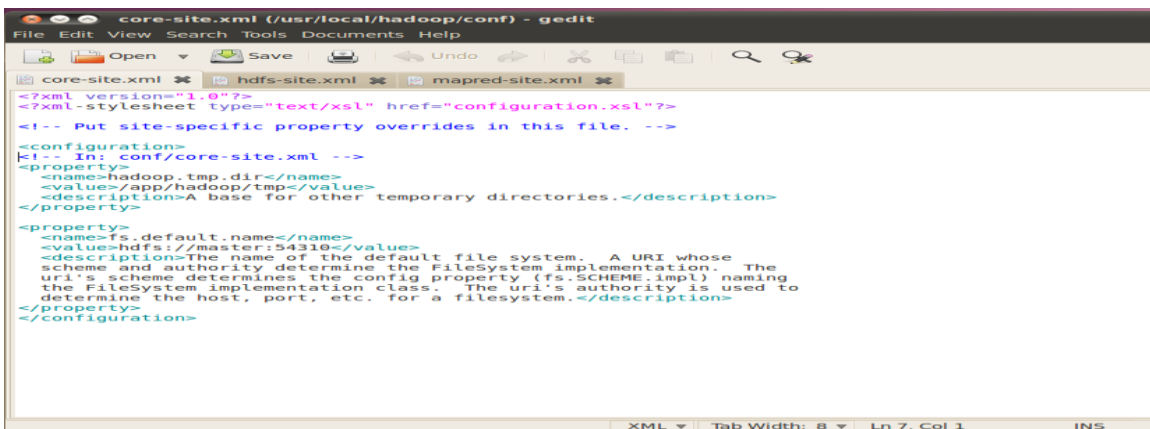 core-site.xml (/usr/local/hadoop/conf) - gedit
File Edit View Search Tools Documents Help
Open Save Undo
core-site.xml hdfs-site.xml mapred-site.xml
<?xml version="1.0"?>
<?xml-stylesheet type="text/xsl" href="configuration.xsl"?>
<!-- Put site-specific property overrides in this file. -->
<configuration>
<!-- In: conf/core-site.xml -->
<property>
  <name>hadoop.tmp.dir</name>
  <value>/app/hadoop/tmp</value>
  <description>A base for other temporary directories.</description>
</property>
<property>
  <name>fs.default.name</name>
  <value>hdfs://master:54310</value>
  <description>The name of the default file system.  A URI whose
  scheme and authority determine the FileSystem implementation.  The
  uri's scheme determines the config property (fs.SCHEME.impl) naming
  the FileSystem implementation class.  The uri's authority is used to
  determine the host, port, etc. for a filesystem.</description>
</property>
</configuration>
XML Tab Width: 8 Ln 7, Col 1 INS